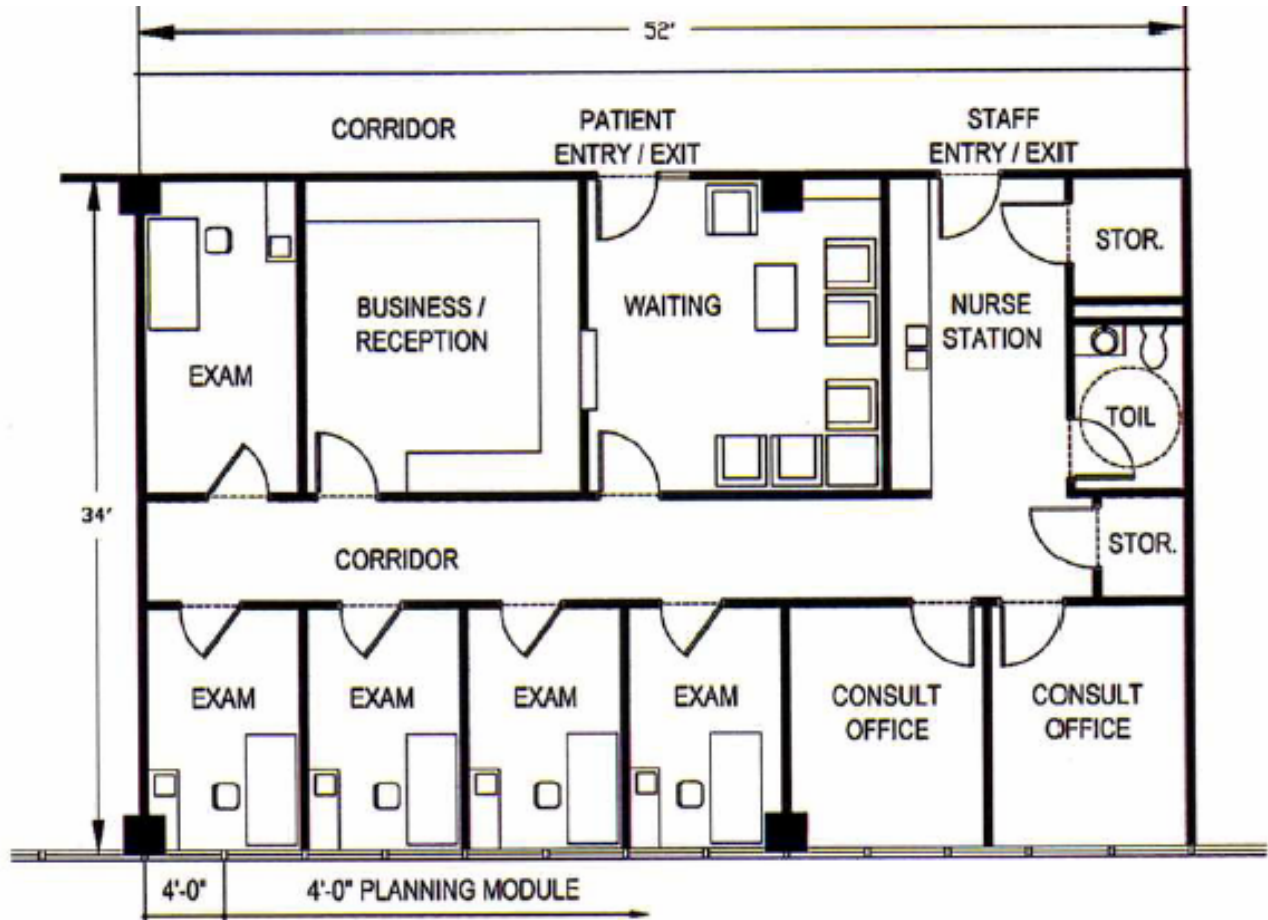 52'
CORRIDOR
PATIENT
ENTRY / EXIT
STAFF
ENTRY / EXIT
STOR.
BUSINESS /
RECEPTION
WAITING
NURSE
STATION
EXAM
TOIL
34'
CORRIDOR
STOR.
EXAM
EXAM
EXAM
EXAM
CONSULT
OFFICE
CONSULT
OFFICE
4'-0"
4'-0" PLANNING MODULE